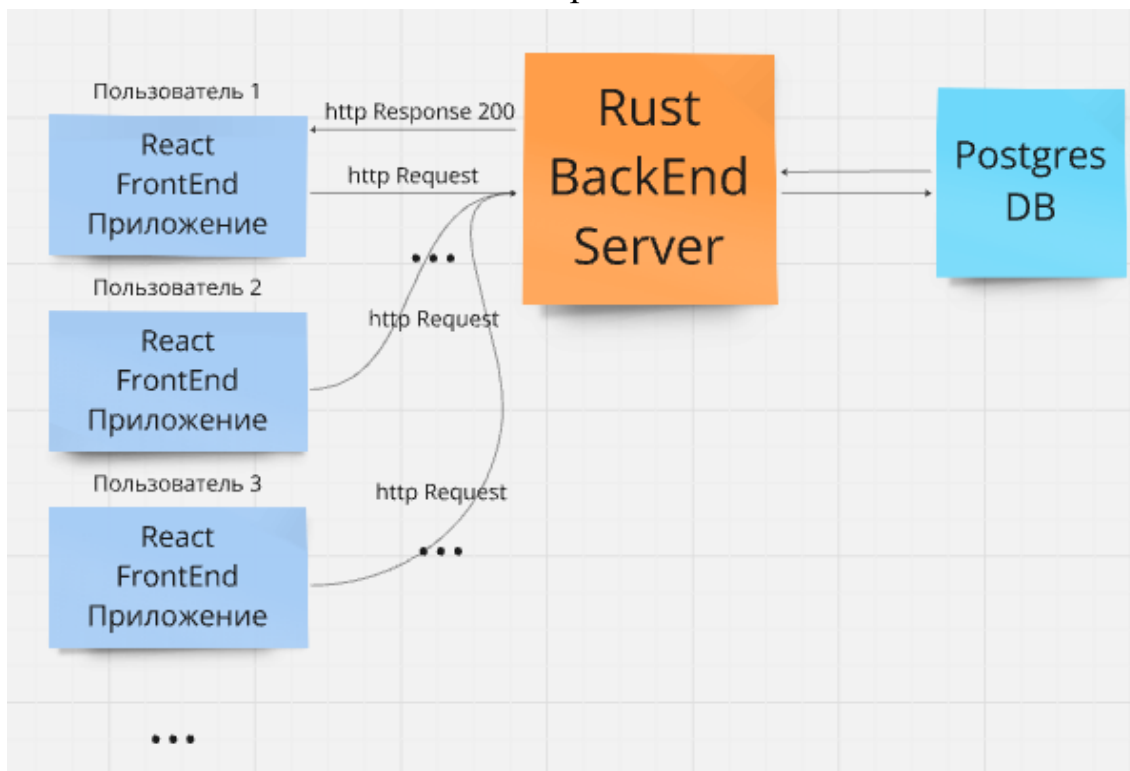 Пользователь 1
React
FrontEnd
Приложение
http Response 200
http Request
Rust
BackEnd
Server
Postgres
DB
Пользователь 2
React
FrontEnd
Приложение
http Request
Пользователь 3
React
FrontEnd
Приложение
http Request